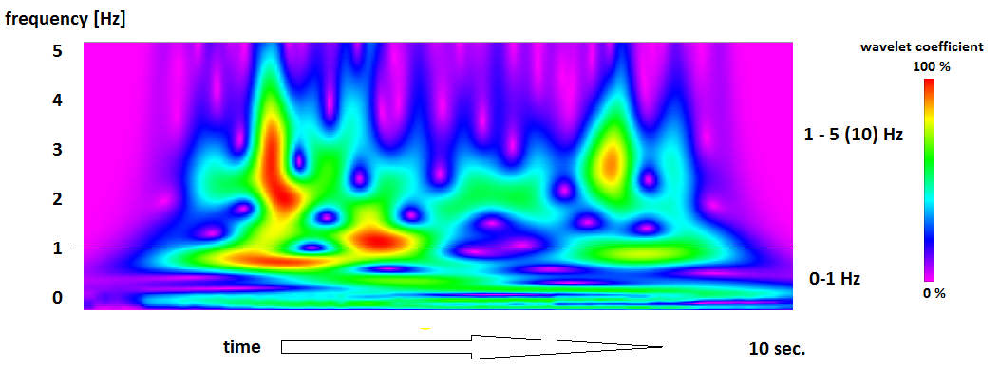 frequency [Hz]
wavelet coefficient
100 %
5
4
3
2
1
0
1 - 5 (10) Hz
0-1 Hz
0 %
time
10 sec.